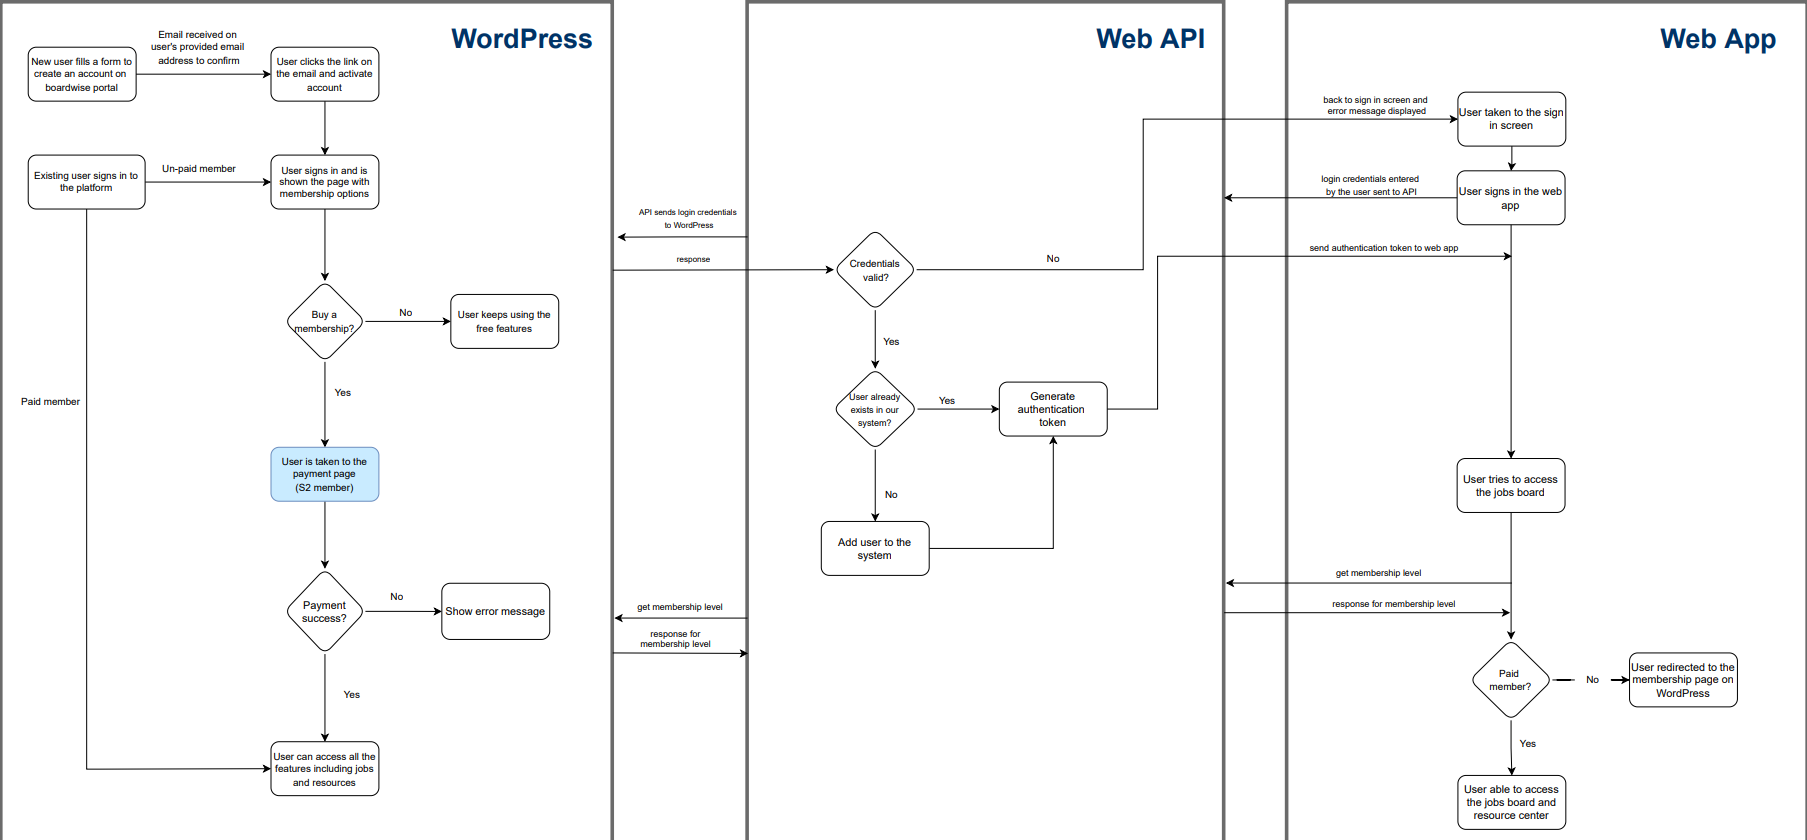 WordPress
Email received on
user's provided email
address to confirm
New user fills a form to
create an account on
boardwise portal
User clicks the link on
the email and activate
account
Existing user signs in to
the platform
Un-paid member
User signs in and is
shown the page with
membership options
Buy a
membership?
No
User keeps using the
free features
Yes
Paid member
User is taken to the
payment page
(S2 member)
Payment
success?
No
Show error message
Yes
User can access all the
features including jobs
and resources
API sends login credentials
to WordPress
response
get membership level
response for
membership level
Web API
Credentials
valid?
No
Yes
User already
exists in our
system?
Yes
Generate
authentication
token
No
Add user to the
system
Web App
back to sign in screen and
error message displayed
User taken to the sign
in screen
login credentials entered
by the user sent to API
User signs in the web
app
send authentication token to web app
User tries to access
the jobs board
get membership level
response for membership level
Paid
member?
No
User redirected to the
membership page on
WordPress
Yes
User able to access
the jobs board and
resource center